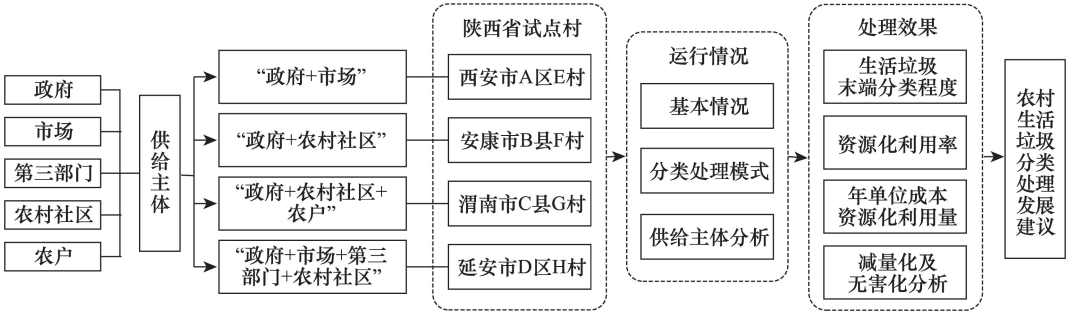 政府
市场
第三部门
农村社区
农户
供
给
主
体
“政府+市场”
“政府+农村社区”
“政府+农村社区+
农户”
“政府+市场+第三
部门+农村社区”
陕西省试点村
西安市A区E村
安康市B县F村
渭南市C县G村
延安市D区H村
运行情况
基本情况
分类处理模式
供给主体分析
处理效果
生活垃圾
末端分类程度
资源化利用率
年单位成本
资源化利用量
减量化及
无害化分析
农村
生活
垃圾
分类
处理
发展
建议